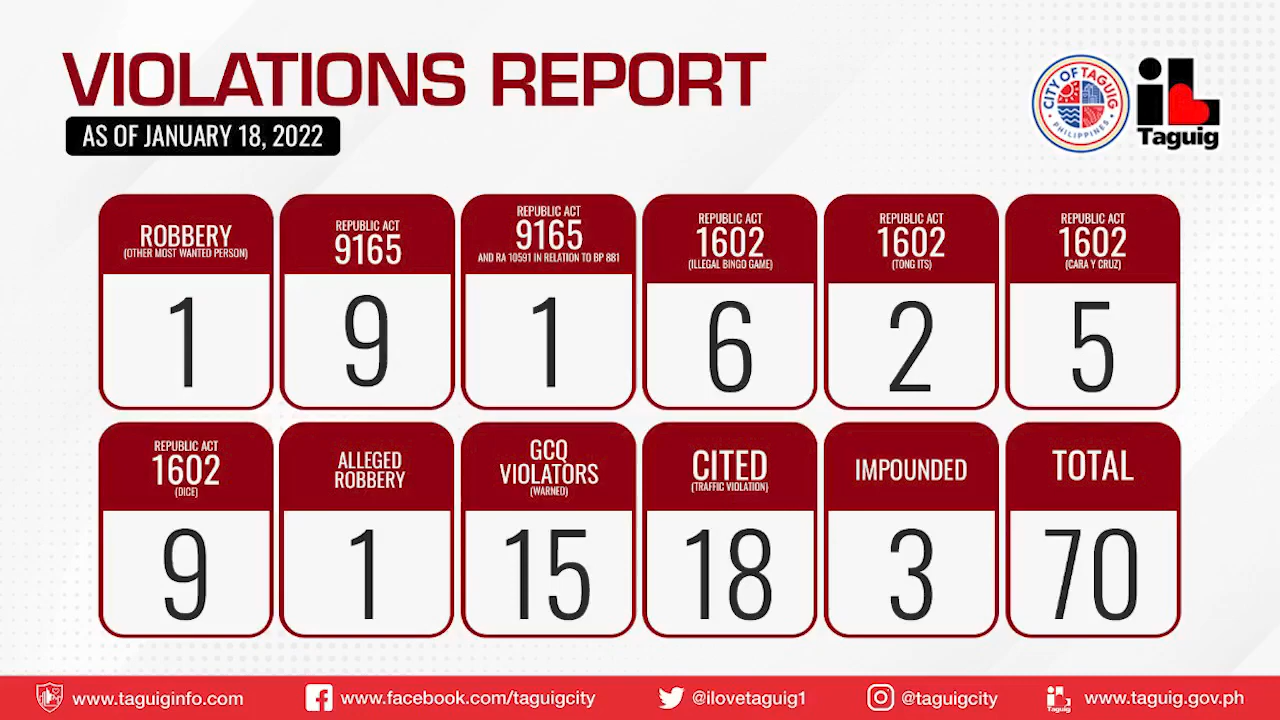 VIOLATIONS REPORT
AS OF JANUARY 18, 2022
CITY OF TAGUIG
PHILIPPINES
iL
Taguig
ROBBERY
(OTHER MOST WANTED PERSON)
1
REPUBLIC ACT
9165
9
REPUBLIC ACT
9165
AND RA 10591 IN RELATION TO BP 881
1
REPUBLIC ACT
1602
(ILLEGAL BINGO GAME)
6
REPUBLIC ACT
1602
(TONG ITS)
2
REPUBLIC ACT
1602
(CARA Y CRUZ)
5
REPUBLIC ACT
1602
(DICE)
9
ALLEGED
ROBBERY
1
GCQ
VIOLATORS
(WARNED)
15
CITED
(TRAFFIC VIOLATION)
18
IMPOUNDED
3
TOTAL
70
www.taguiginfo.com
www.facebook.com/taguigcity
@ilovetaguig1
@taguigcity
iL
Taguig
www.taguig.gov.ph